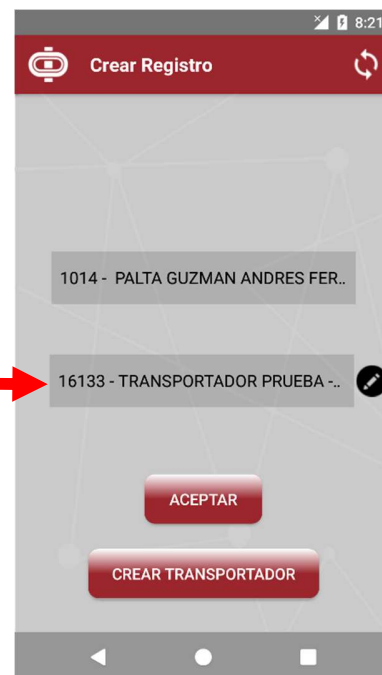 8:21
Crear Registro
1014 - PALTA GUZMAN ANDRES FER..
16133 - TRANSPORTADOR PRUEBA -..
ACEPTAR
CREAR TRANSPORTADOR